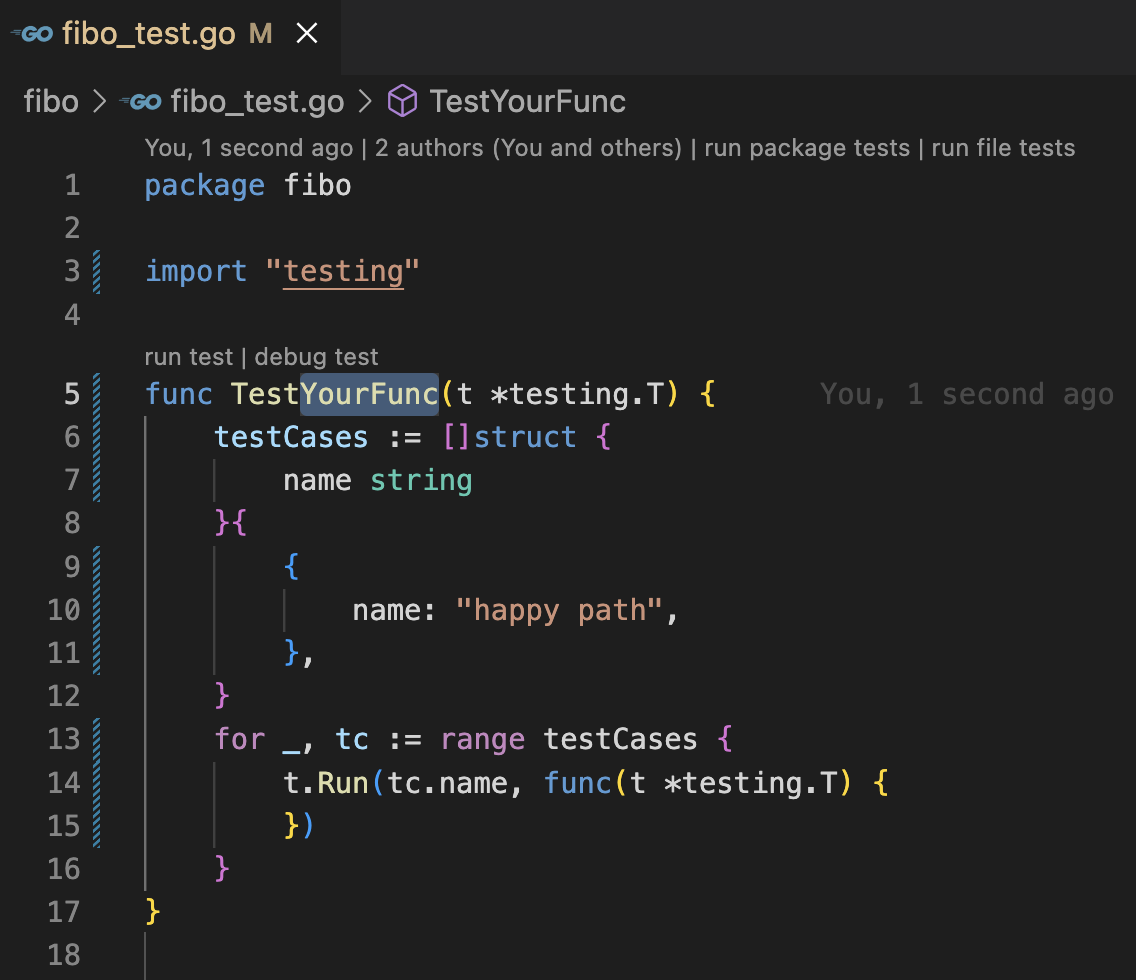 GO fibo_test.go M
fibo > GO fibo_test.go > TestYourFunc
You, 1 second ago | 2 authors (You and others) | run package tests | run file tests
1 package fibo
2
3 import "testing"
4
run test | debug test
5 func TestYourFunc(t *testing.T) { You, 1 second ago
6     testCases := []struct {
7         name string
8     }{
9         {
10             name: "happy path",
11         },
12     }
13     for _, tc := range testCases {
14         t.Run(tc.name, func(t *testing.T) {
15         })
16     }
17 }
18